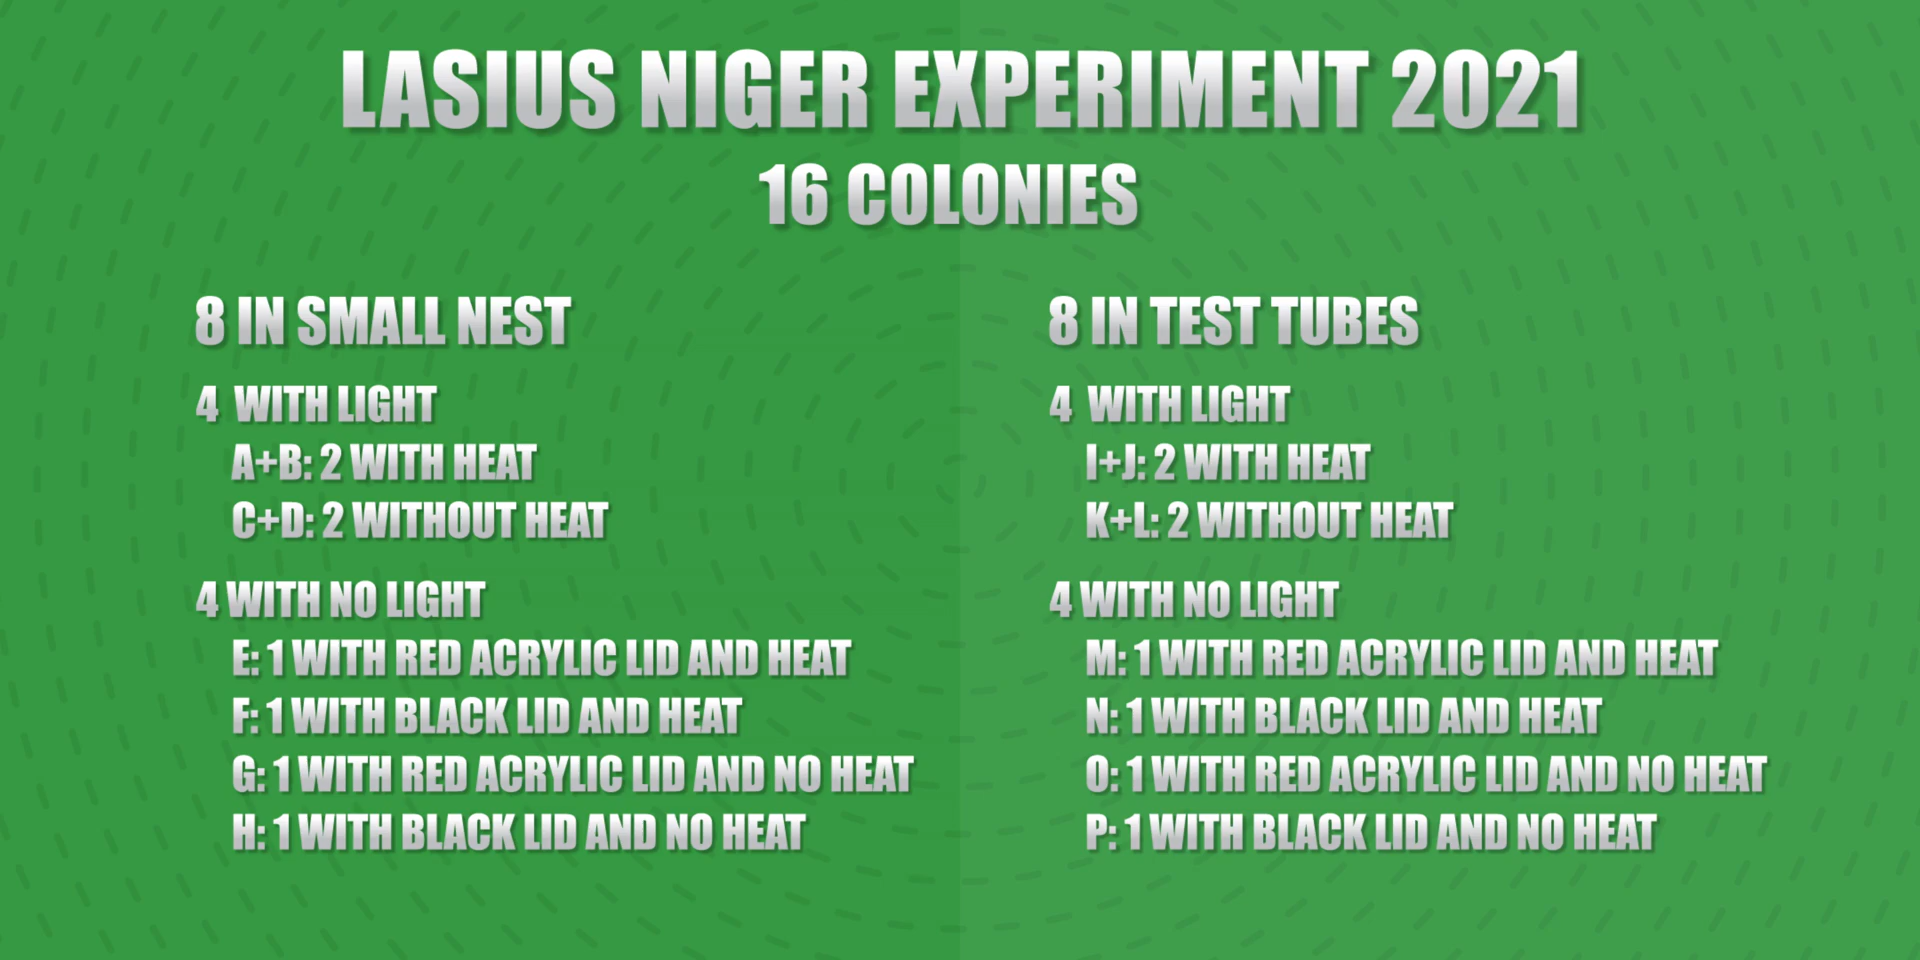 LASIUS NIGER EXPERIMENT 2021
16 COLONIES
8 IN SMALL NEST
4 WITH LIGHT
A+B: 2 WITH HEAT
C+D: 2 WITHOUT HEAT
4 WITH NO LIGHT
E: 1 WITH RED ACRYLIC LID AND HEAT
F: 1 WITH BLACK LID AND HEAT
G: 1 WITH RED ACRYLIC LID AND NO HEAT
H: 1 WITH BLACK LID AND NO HEAT
8 IN TEST TUBES
4 WITH LIGHT
I+J: 2 WITH HEAT
K+L: 2 WITHOUT HEAT
4 WITH NO LIGHT
M: 1 WITH RED ACRYLIC LID AND HEAT
N: 1 WITH BLACK LID AND HEAT
O: 1 WITH RED ACRYLIC LID AND NO HEAT
P: 1 WITH BLACK LID AND NO HEAT